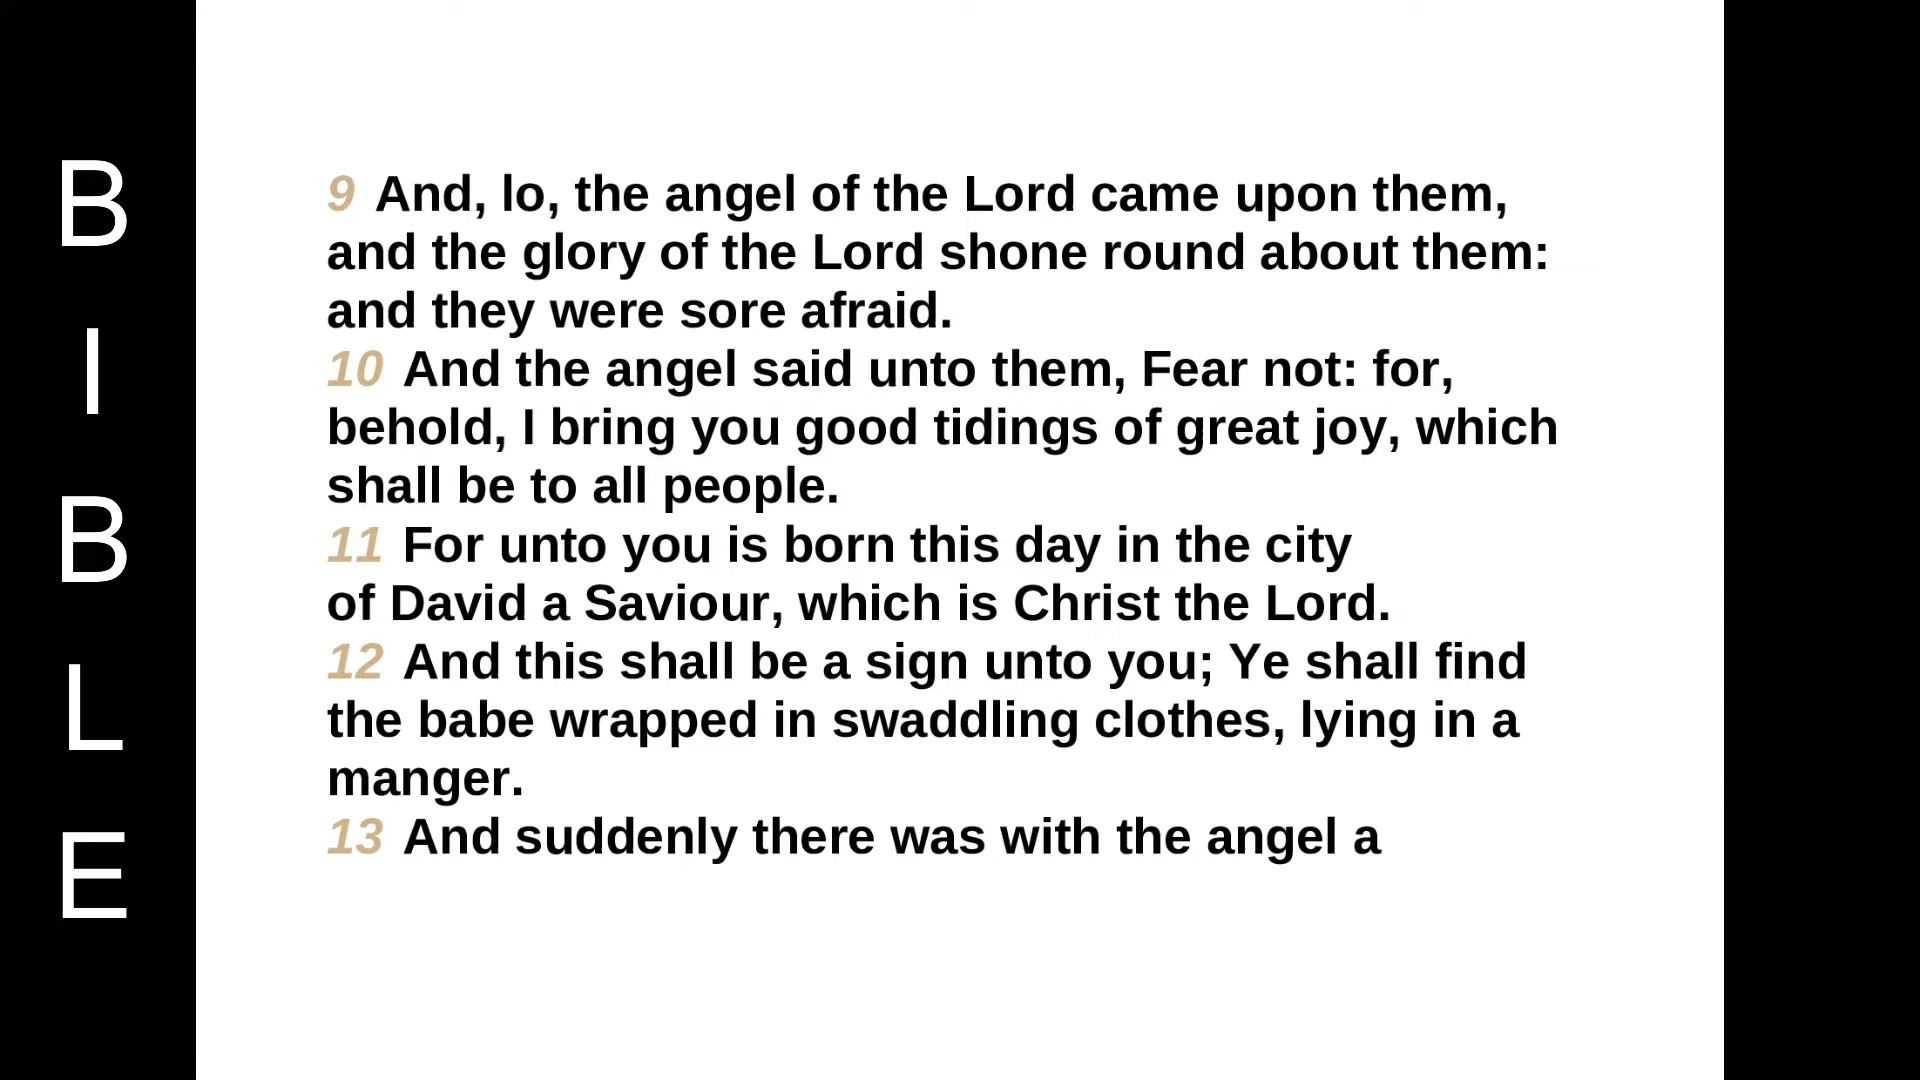 BIBLE
9 And, lo, the angel of the Lord came upon them,
and the glory of the Lord shone round about them:
and they were sore afraid.
10 And the angel said unto them, Fear not: for,
behold, I bring you good tidings of great joy, which
shall be to all people.
11 For unto you is born this day in the city
of David a Saviour, which is Christ the Lord.
12 And this shall be a sign unto you; Ye shall find
the babe wrapped in swaddling clothes, lying in a
manger.
13 And suddenly there was with the angel a